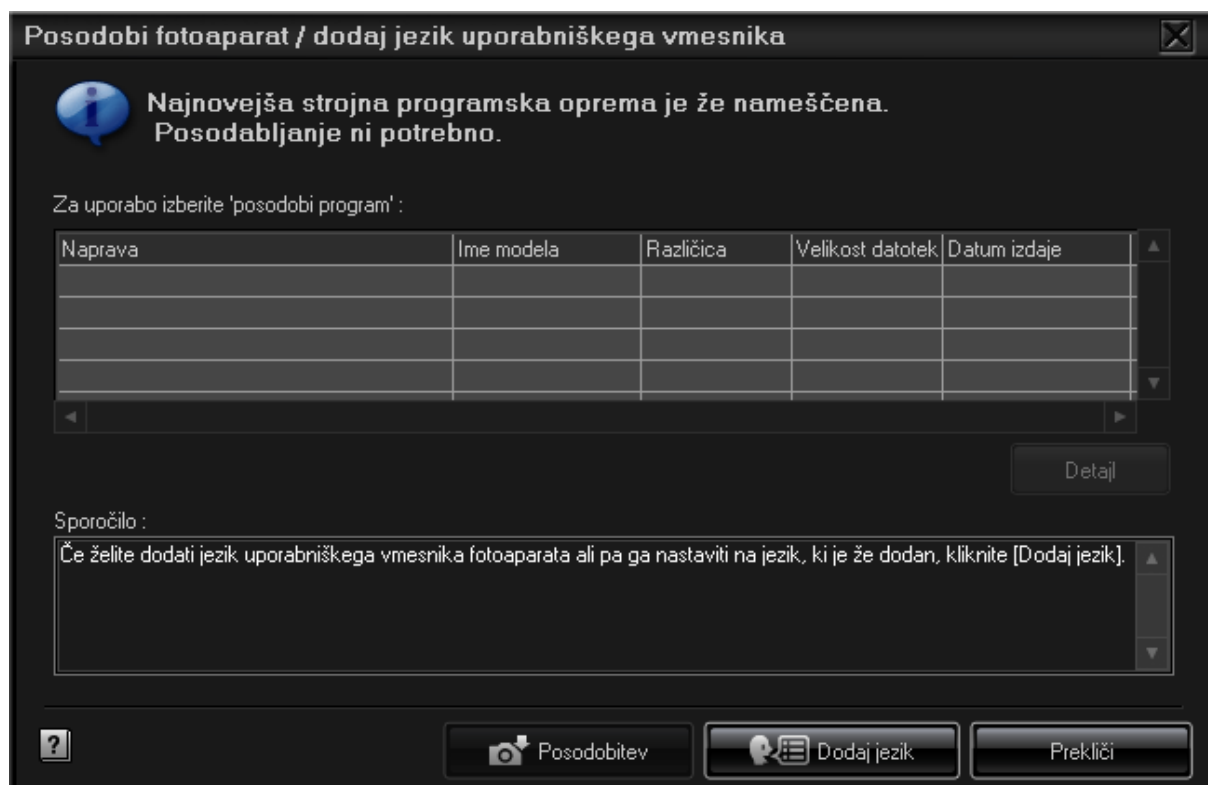 Posodobi fotoaparat / dodaj jezik uporabniškega vmesnika
Najnovejša strojna programska oprema je že nameščena.
Posodabljanje ni potrebno.
Za uporabo izberite 'posodobi program' :
Naprava Ime modela Različica Velikost datotek Datum izdaje
Detajl
Sporočilo :
Če želite dodati jezik uporabniškega vmesnika fotoaparata ali pa ga nastaviti na jezik, ki je že dodan, kliknite [Dodaj jezik].
? Posodobitev Dodaj jezik Prekliči